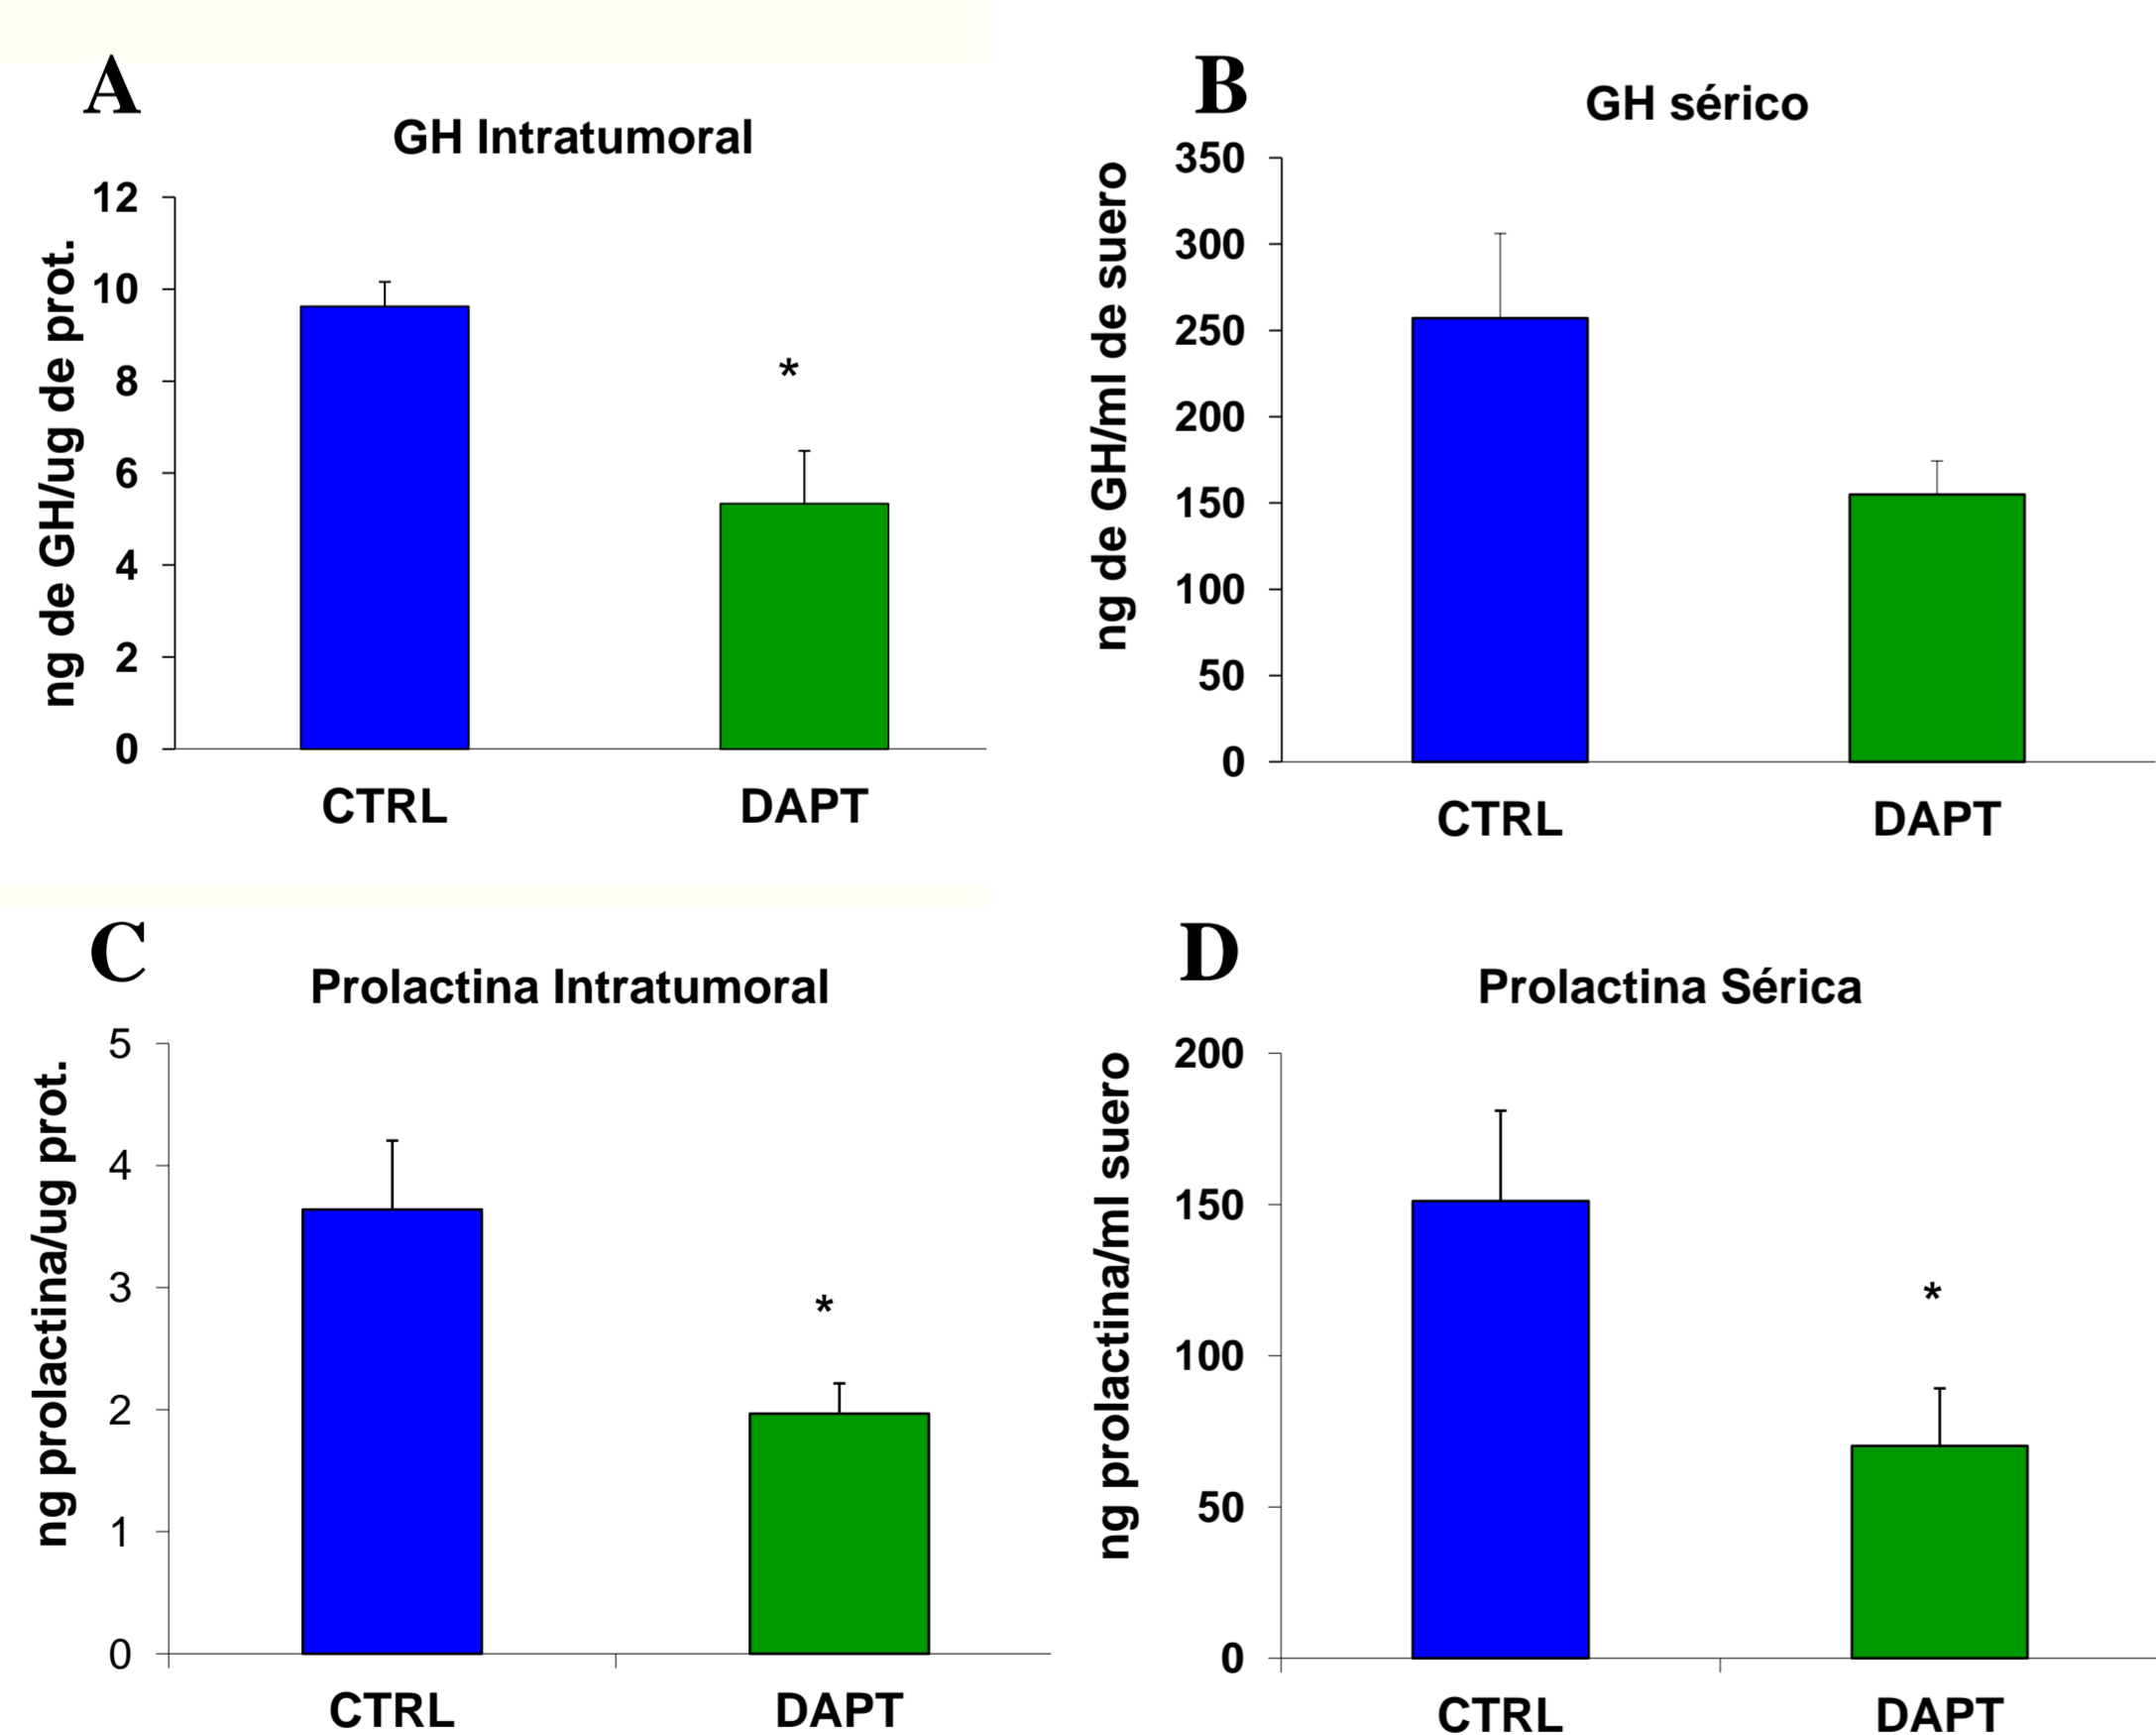 A
GH Intratumoral
ng de GH/ug de prot.
12
10
8
6
4
2
0
*
CTRL
DAPT
B
GH sérico
ng de GH/ml de suero
350
300
250
200
150
100
50
0
CTRL
DAPT
C
Prolactina Intratumoral
ng prolactina/ug prot.
5
4
3
2
1
0
*
CTRL
DAPT
D
Prolactina Sérica
ng prolactina/ml suero
200
150
100
50
0
*
CTRL
DAPT